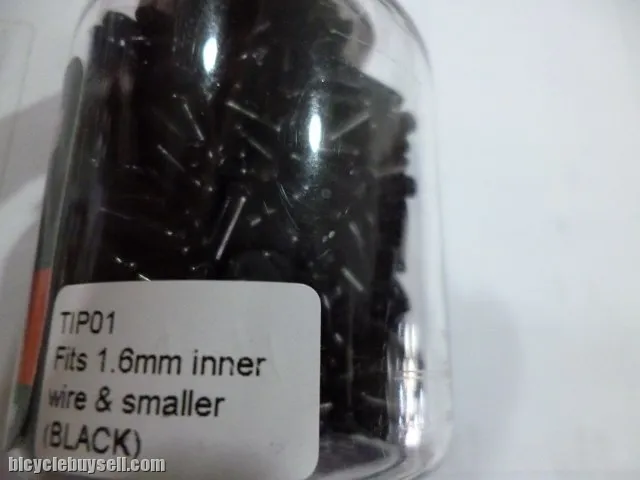 TIP01
Fits 1.6mm inner
wire & smaller
(BLACK)
bicyclebuysell.com